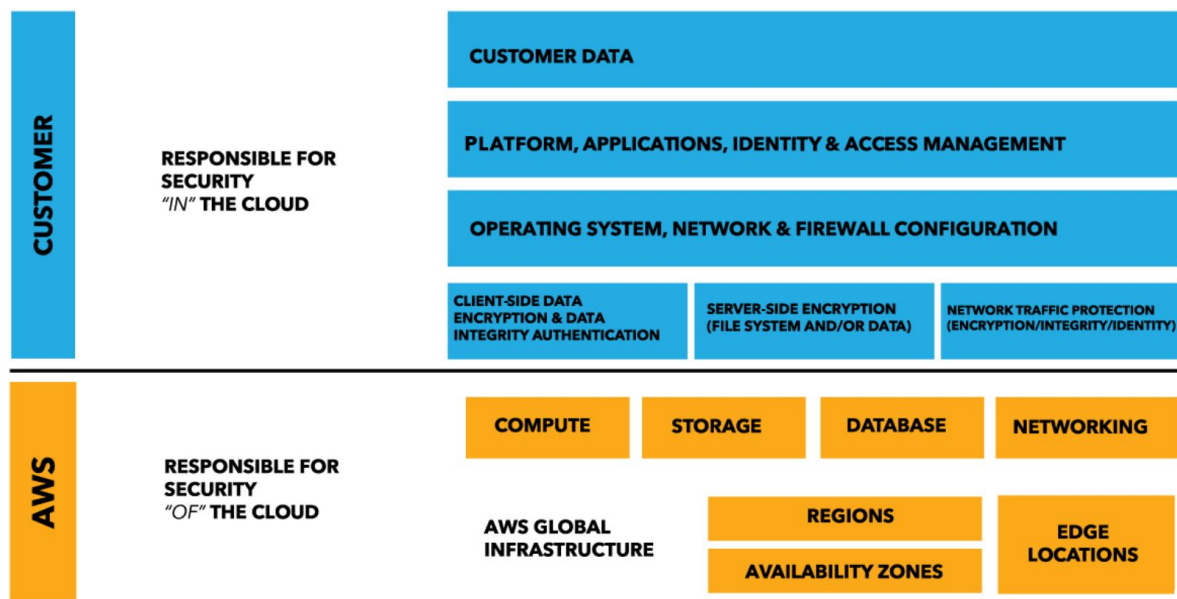 CUSTOMER
RESPONSIBLE FOR
SECURITY
“IN” THE CLOUD
CUSTOMER DATA
PLATFORM, APPLICATIONS, IDENTITY & ACCESS MANAGEMENT
OPERATING SYSTEM, NETWORK & FIREWALL CONFIGURATION
CLIENT-SIDE DATA
ENCRYPTION & DATA
INTEGRITY AUTHENTICATION
SERVER-SIDE ENCRYPTION
(FILE SYSTEM AND/OR DATA)
NETWORK TRAFFIC PROTECTION
(ENCRYPTION/INTEGRITY/IDENTITY)
AWS
RESPONSIBLE FOR
SECURITY
“OF” THE CLOUD
COMPUTE
STORAGE
DATABASE
NETWORKING
AWS GLOBAL
INFRASTRUCTURE
REGIONS
AVAILABILITY ZONES
EDGE
LOCATIONS